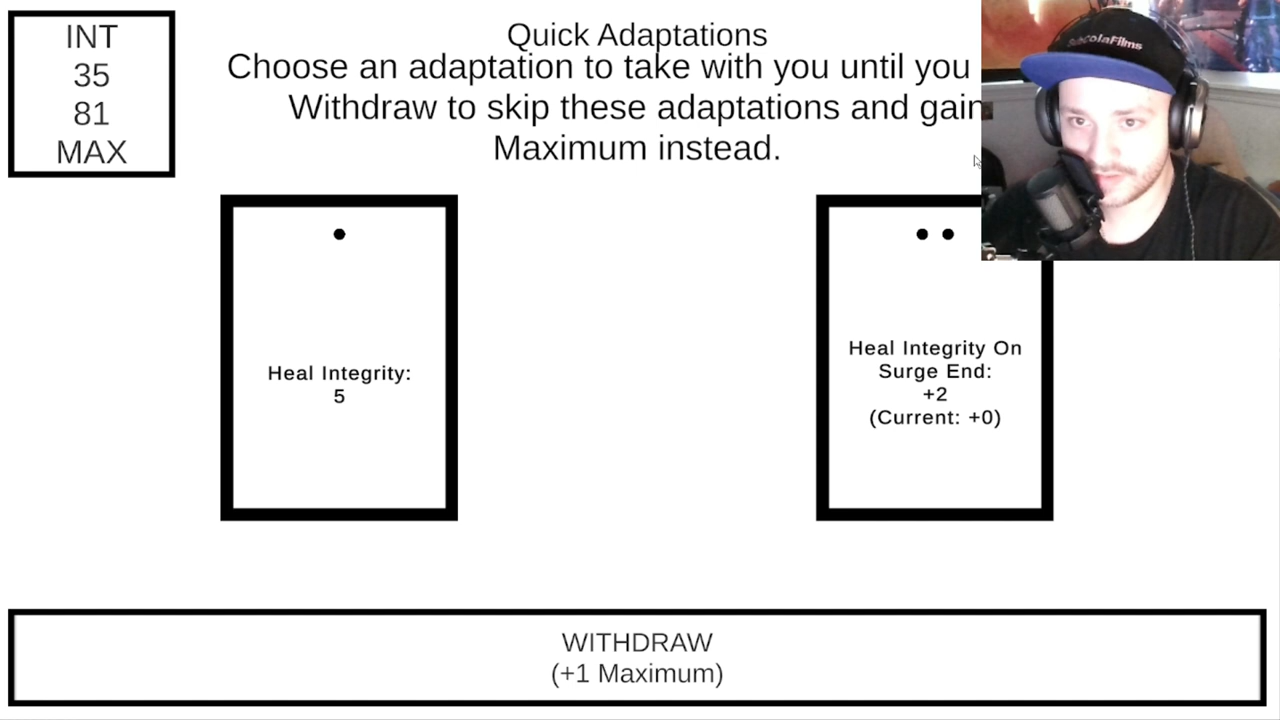 INT
35
81
MAX
Quick Adaptations
Choose an adaptation to take with you until you
Withdraw to skip these adaptations and gain
Maximum instead.
Heal Integrity:
5
Heal Integrity On
Surge End:
+2
(Current: +0)
WITHDRAW
(+1 Maximum)